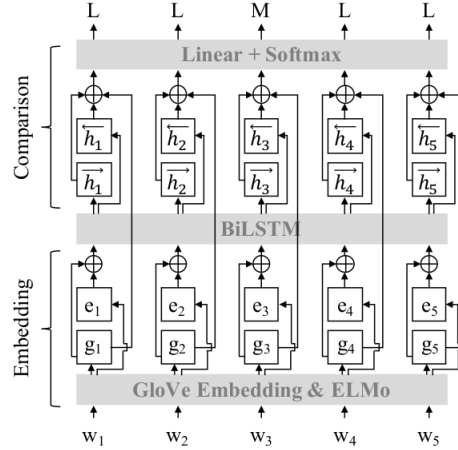 L L M L L
Linear + Softmax
Comparison
h₁ h₂ h₃ h₄ h₅
h₁ h₂ h₃ h₄ h₅
BiLSTM
Embedding
e₁ e₂ e₃ e₄ e₅
g₁ g₂ g₃ g₄ g₅
GloVe Embedding & ELMo
w₁ w₂ w₃ w₄ w₅